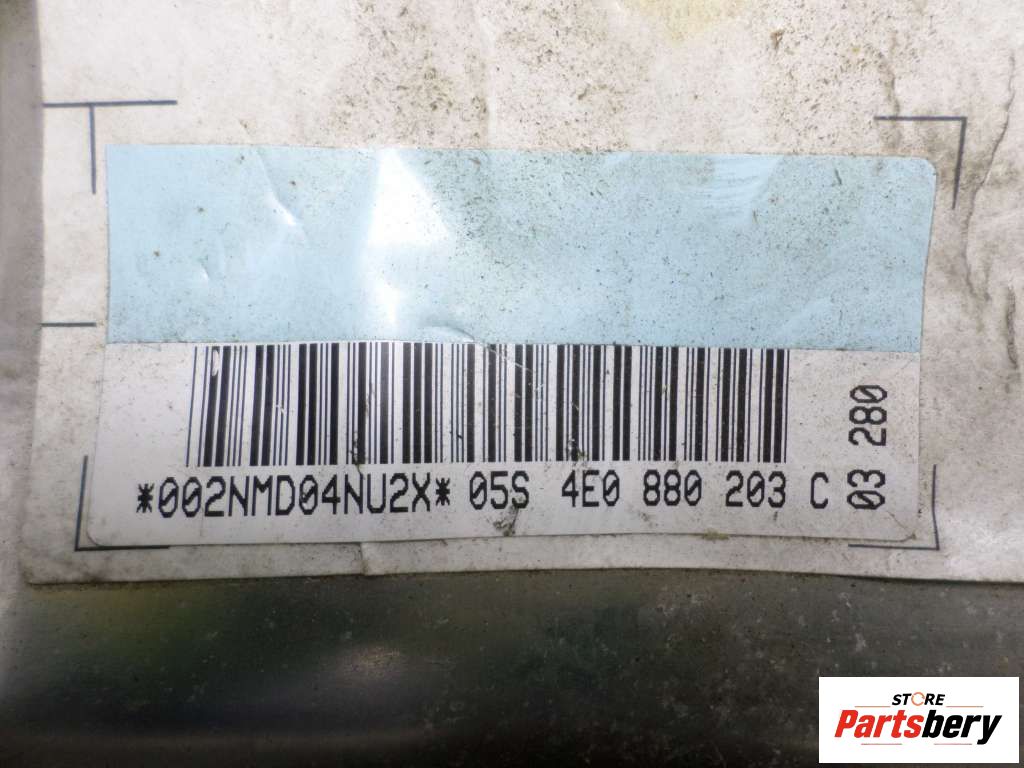 *002NMD04NU2X* 05S 4E0 880 203 C
03 280
STORE
Partsbery